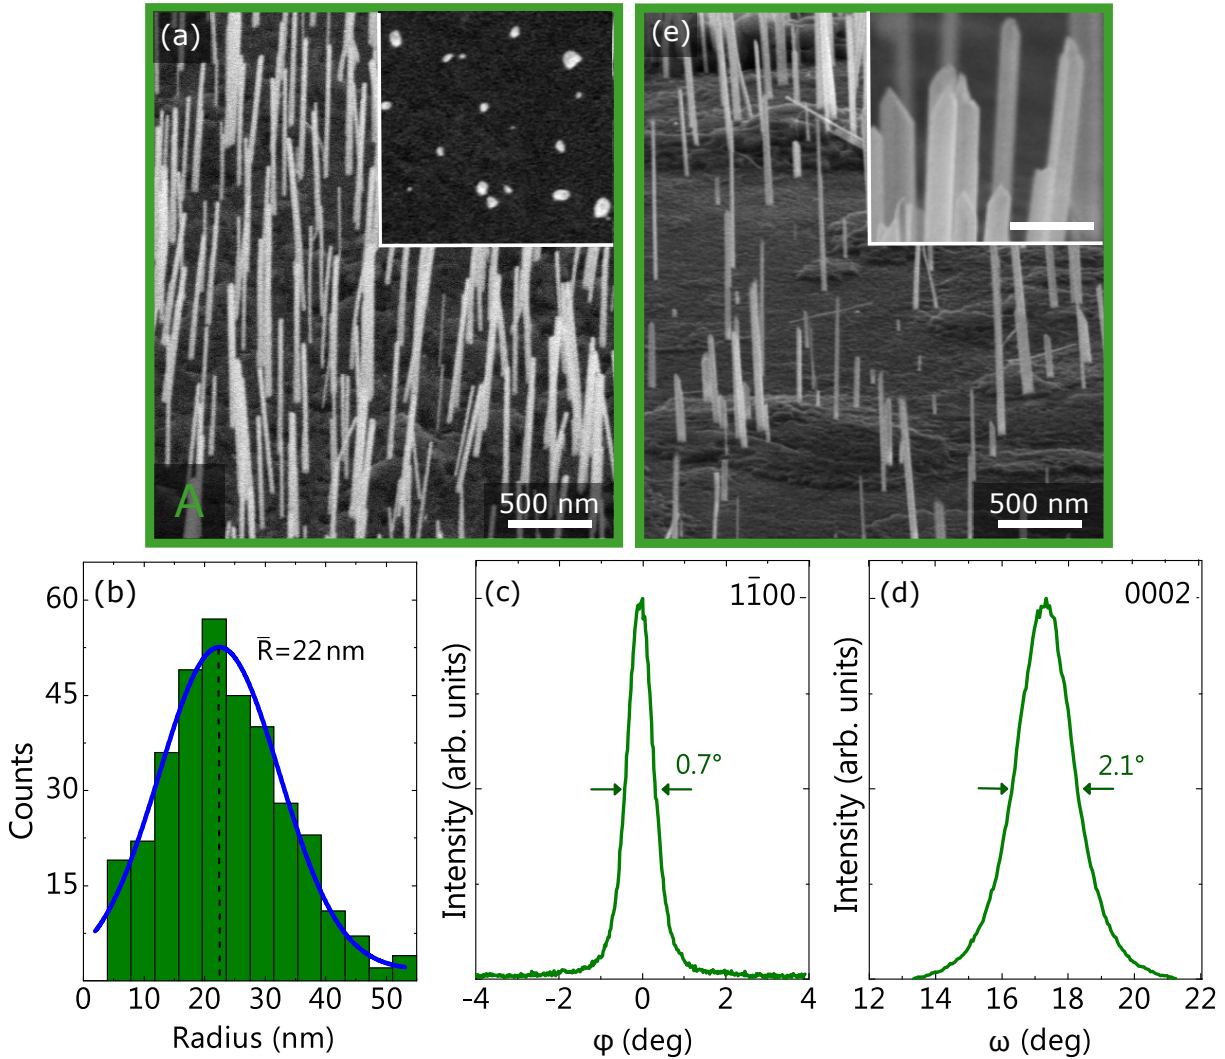 (a)
A
500 nm
(e)
500 nm
(b)
60
45
30
15
Counts
R̄=22 nm
0 10 20 30 40 50
Radius (nm)
(c)
11̄00
Intensity (arb. units)
0.7°
-4 -2 0 2 4
φ (deg)
(d)
0002
Intensity (arb. units)
2.1°
12 14 16 18 20 22
ω (deg)